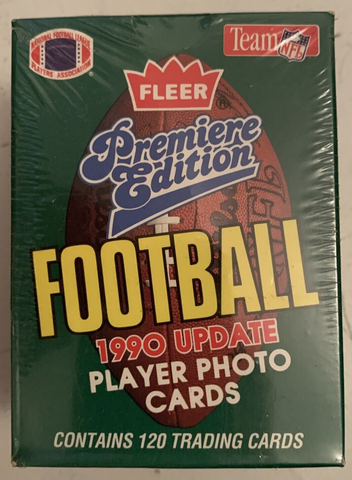 NATIONAL FOOTBALL LEAGUE
PLAYERS ASSOCIATION
Team NFL
FLEER
Premiere
Edition
FOOTBALL
1990 UPDATE
PLAYER PHOTO
CARDS
CONTAINS 120 TRADING CARDS